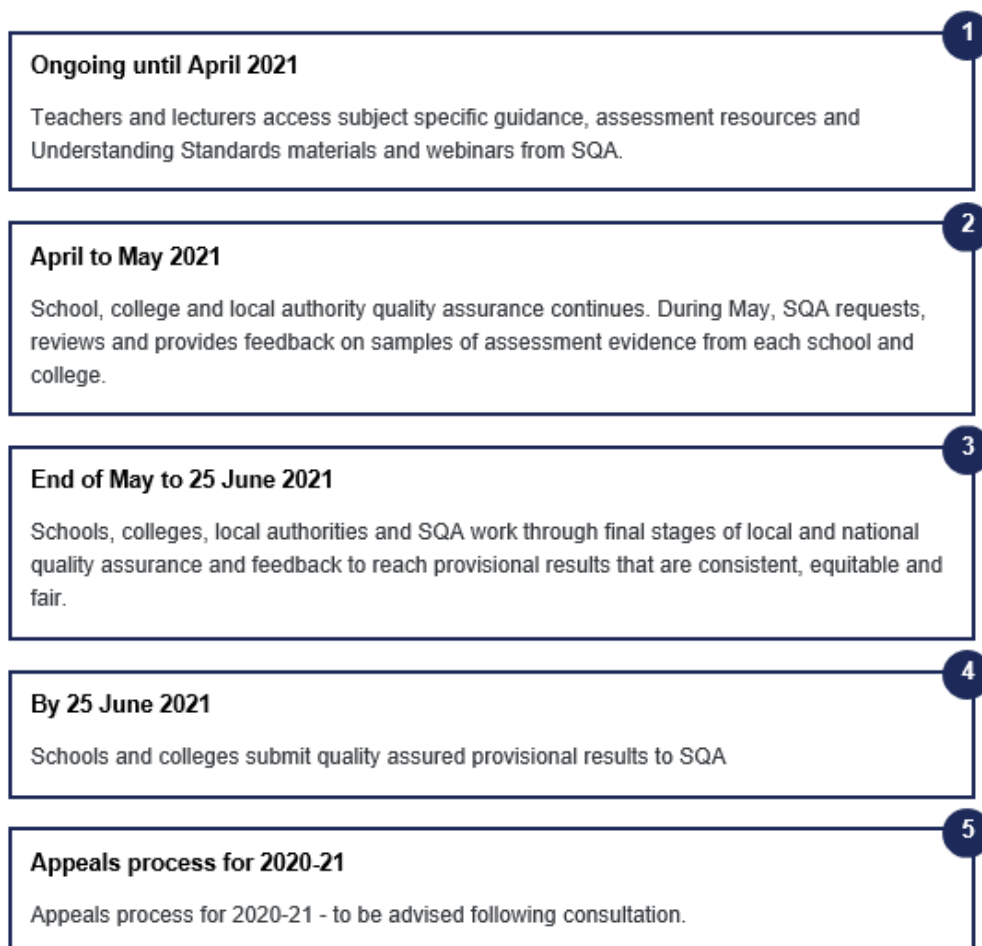 1
Ongoing until April 2021
Teachers and lecturers access subject specific guidance, assessment resources and
Understanding Standards materials and webinars from SQA.
2
April to May 2021
School, college and local authority quality assurance continues. During May, SQA requests,
reviews and provides feedback on samples of assessment evidence from each school and
college.
3
End of May to 25 June 2021
Schools, colleges, local authorities and SQA work through final stages of local and national
quality assurance and feedback to reach provisional results that are consistent, equitable and
fair.
4
By 25 June 2021
Schools and colleges submit quality assured provisional results to SQA
5
Appeals process for 2020-21
Appeals process for 2020-21 - to be advised following consultation.